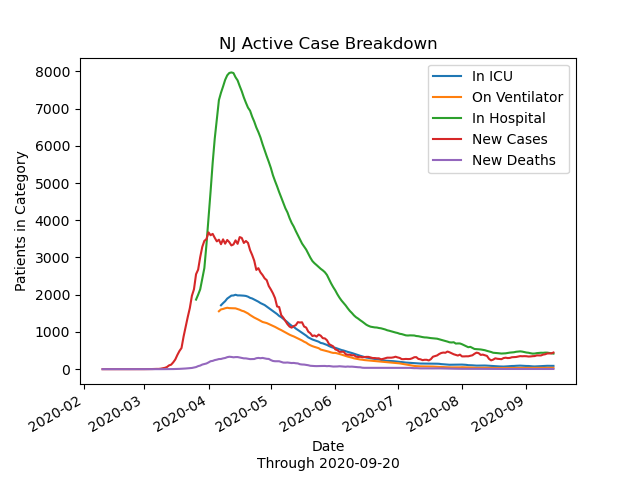 NJ Active Case Breakdown
In ICU
On Ventilator
In Hospital
New Cases
New Deaths
Patients in Category
8000
7000
6000
5000
4000
3000
2000
1000
0
2020-02
2020-03
2020-04
2020-05
2020-06
2020-07
2020-08
2020-09
Date
Through 2020-09-20